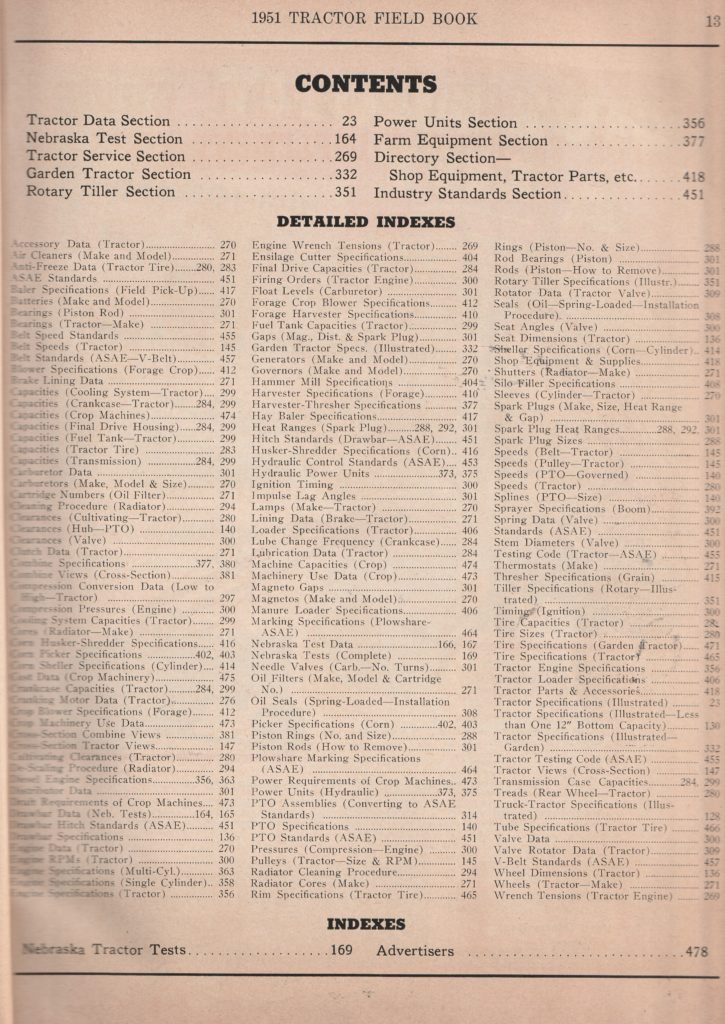 1951 TRACTOR FIELD BOOK 13
CONTENTS
Tractor Data Section 23
Nebraska Test Section 164
Tractor Service Section 269
Garden Tractor Section 332
Rotary Tiller Section 351
Power Units Section 356
Farm Equipment Section 377
Directory Section—
Shop Equipment, Tractor Parts, etc. 418
Industry Standards Section 451
DETAILED INDEXES
Accessory Data (Tractor) 270
Air Cleaners (Make and Model) 271
Anti-Freeze Data (Tractor Tire) 280, 283
ASAE Standards 451
Baler Specifications (Field Pick-Up) 417
Batteries (Make and Model) 270
Bearings (Piston Rod) 301
Bearings (Tractor—Make) 271
Belt Speed Standards 455
Belt Speeds (Tractor) 145
Belt Standards (ASAE—V-Belt) 457
Blower Specifications (Forage Crop) 412
Brake Lining Data 271
Capacities (Cooling System—Tractor) 299
Capacities (Crankcase—Tractor) 284, 299
Capacities (Crop Machines) 474
Capacities (Final Drive Housing) 284, 299
Capacities (Fuel Tank—Tractor) 299
Capacities (Tractor Tire) 283
Capacities (Transmission) 284, 299
Carburetor Data 301
Carburetors (Make, Model & Size) 270
Cartridge Numbers (Oil Filter) 271
Cleaning Procedure (Radiator) 294
Clearances (Cultivating—Tractor) 280
Clearances (Hub—PTO) 140
Clearances (Valve) 300
Clutch Data (Tractor) 271
Combine Specifications 377, 380
Combine Views (Cross-Section) 381
Compression Conversion Data (Low to
High—Tractor) 297
Compression Pressures (Engine) 300
Cooling System Capacities (Tractor) 299
Cores (Radiator—Make) 271
Corn Husker-Shredder Specifications 416
Corn Picker Specifications 402, 403
Corn Sheller Specifications (Cylinder) 414
Cost Data (Crop Machinery) 475
Crankcase Capacities (Tractor) 284, 299
Cranking Motor Data (Tractor) 276
Crop Blower Specifications (Forage) 412
Crop Machinery Use Data 473
Cross-Section Combine Views 381
Cross-Section Tractor Views 147
Cultivating Clearances (Tractor) 280
De-Scaling Procedure (Radiator) 294
Diesel Engine Specifications 356, 363
Distributor Data 301
Draft Requirements of Crop Machines 473
Drawbar Data (Neb. Tests) 164, 165
Drawbar Hitch Standards (ASAE) 451
Drawbar Specifications 136
Engine Data (Tractor) 270
Engine RPMs (Tractor) 300
Engine Specifications (Multi-Cyl.) 363
Engine Specifications (Single Cylinder) 358
Engine Specifications (Tractor) 356
Engine Wrench Tensions (Tractor) 269
Ensilage Cutter Specifications 404
Final Drive Capacities (Tractor) 284
Firing Orders (Tractor Engine) 300
Float Levels (Carburetor) 301
Forage Crop Blower Specifications 412
Forage Harvester Specifications 410
Fuel Tank Capacities (Tractor) 299
Gaps (Mag., Dist. & Spark Plug) 301
Garden Tractor Specs. (Illustrated) 332
Generators (Make and Model) 270
Governors (Make and Model) 270
Hammer Mill Specifications 404
Harvester Specifications (Forage) 410
Harvester-Thresher Specifications 377
Hay Baler Specifications 417
Heat Ranges (Spark Plug) 288, 292, 301
Hitch Standards (Drawbar—ASAE) 451
Husker-Shredder Specifications (Corn) 416
Hydraulic Control Standards (ASAE) 453
Hydraulic Power Units 373, 375
Ignition Timing 300
Impulse Lag Angles 301
Lamps (Make—Tractor) 270
Lining Data (Brake—Tractor) 271
Loader Specifications (Tractor) 406
Lube Change Frequency (Crankcase) 284
Lubrication Data (Tractor) 284
Machine Capacities (Crop) 474
Machinery Use Data (Crop) 473
Magneto Gaps 301
Magnetos (Make and Model) 270
Manure Loader Specifications 406
Marking Specifications (Plowshare-
ASAE) 464
Nebraska Test Data 166, 167
Nebraska Tests (Complete) 169
Needle Valves (Carb.—No. Turns) 301
Oil Filters (Make, Model & Cartridge
No.) 271
Oil Seals (Spring-Loaded—Installation
Procedure) 308
Picker Specifications (Corn) 402, 403
Piston Rings (No. and Size) 288
Piston Rods (How to Remove) 301
Plowshare Marking Specifications
(ASAE) 464
Power Requirements of Crop Machines 473
Power Units (Hydraulic) 373, 375
PTO Assemblies (Converting to ASAE
Standards) 314
PTO Specifications 140
PTO Standards (ASAE) 451
Pressures (Compression—Engine) 300
Pulleys (Tractor—Size & RPM) 145
Radiator Cleaning Procedure 294
Radiator Cores (Make) 271
Rim Specifications (Tractor Tire) 465
Rings (Piston—No. & Size) 288
Rod Bearings (Piston) 301
Rods (Piston—How to Remove) 301
Rotary Tiller Specifications (Illustr.) 351
Rotator Data (Tractor Valve) 309
Seals (Oil—Spring-Loaded—Installation
Procedure) 308
Seat Angles (Valve) 300
Seat Dimensions (Tractor) 136
Sheller Specifications (Corn—Cylinder) 414
Shop Equipment & Supplies 418
Shutters (Radiator—Make) 271
Silo Filler Specifications 408
Sleeves (Cylinder—Tractor) 270
Spark Plugs (Make, Size, Heat Range
& Gap) 301
Spark Plug Heat Ranges 288, 292, 301
Spark Plug Sizes 288
Speeds (Belt—Tractor) 145
Speeds (Pulley—Tractor) 145
Speeds (PTO—Governed) 140
Speeds (Tractor) 280
Splines (PTO—Size) 140
Sprayer Specifications (Boom) 392
Spring Data (Valve) 300
Standards (ASAE) 451
Stem Diameters (Valve) 300
Testing Code (Tractor—ASAE) 455
Thermostats (Make) 271
Thresher Specifications (Grain) 415
Tiller Specifications (Rotary—Illus-
trated) 351
Timing (Ignition) 300
Tire Capacities (Tractor)
Tire Sizes (Tractor) 280
Tire Specifications (Garden Tractor) 471
Tire Specifications (Tractor) 465
Tractor Engine Specifications 356
Tractor Loader Specifications 406
Tractor Parts & Accessories 418
Tractor Specifications (Illustrated) 23
Tractor Specifications (Illustrated—Less
than One 12" Bottom Capacity) 130
Tractor Specifications (Illustrated—
Garden) 332
Tractor Testing Code (ASAE) 455
Tractor Views (Cross-Section) 147
Transmission Case Capacities 284, 299
Treads (Rear Wheel—Tractor) 280
Truck-Tractor Specifications (Illus-
trated) 128
Tube Specifications (Tractor Tire) 466
Valve Data 300
Valve Rotator Data (Tractor) 309
V-Belt Standards (ASAE) 457
Wheel Dimensions (Tractor) 136
Wheels (Tractor—Make) 271
Wrench Tensions (Tractor Engine) 269
INDEXES
Nebraska Tractor Tests 169 Advertisers 478